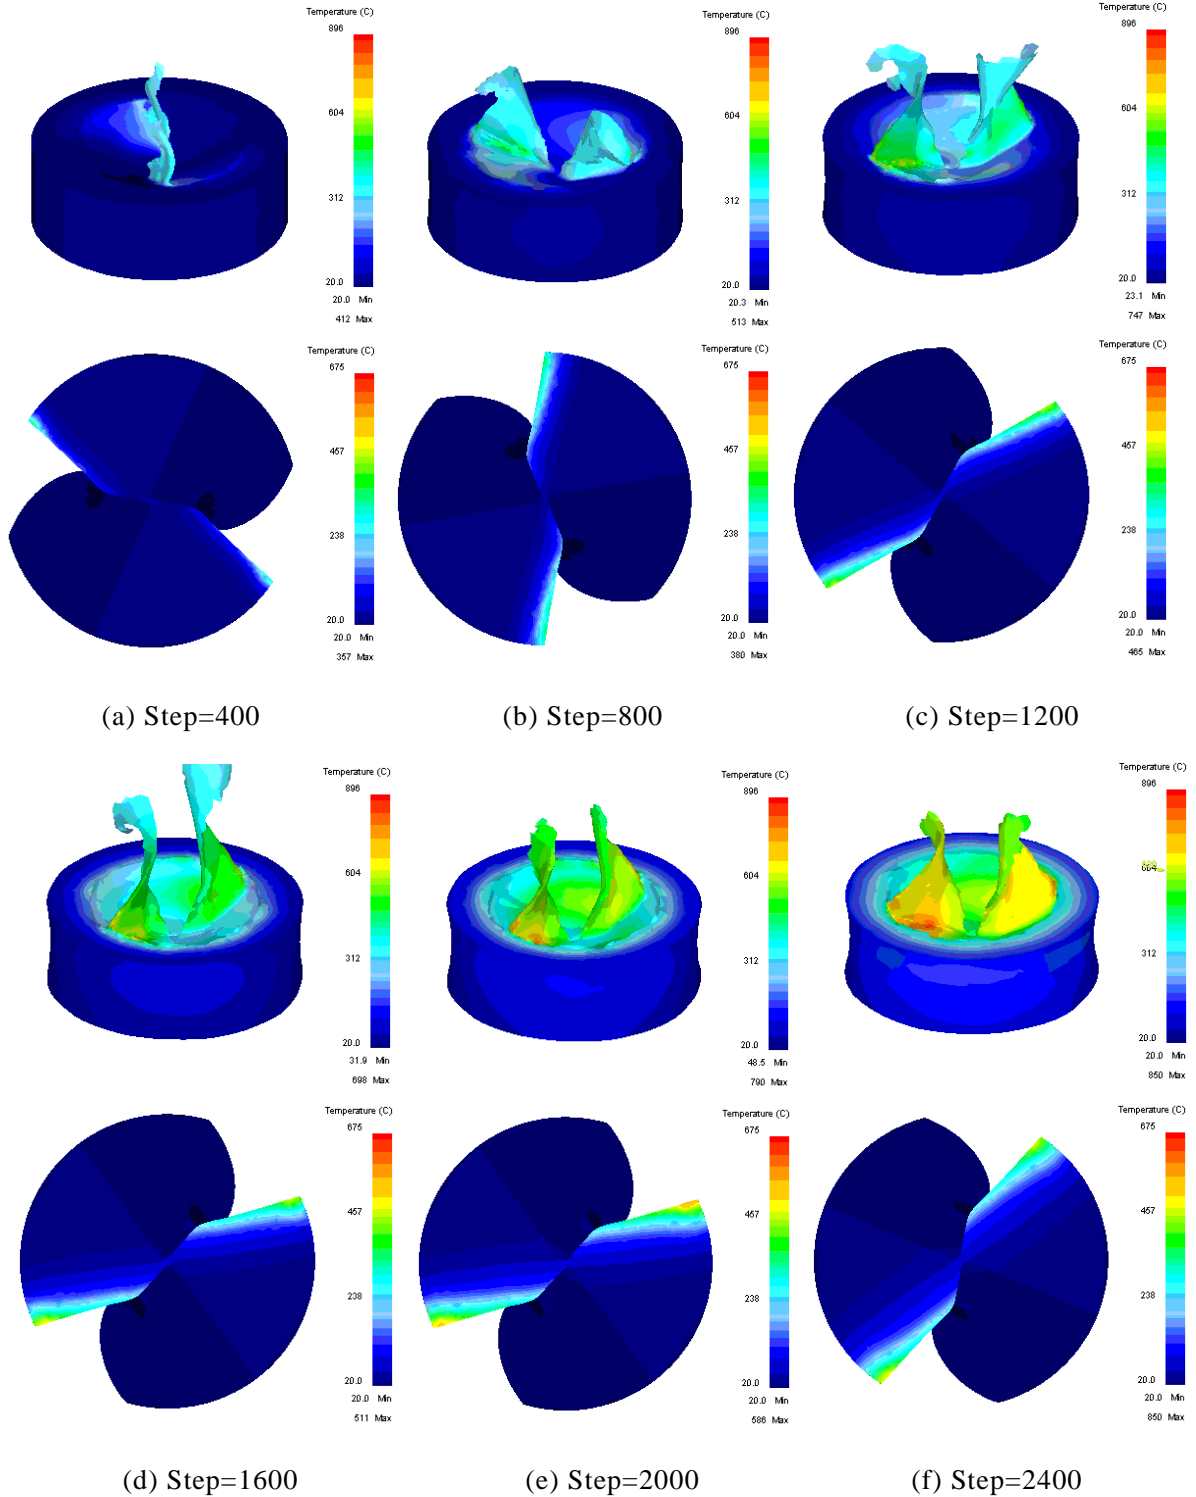 Temperature (C)
896
604
312
20.0
20.0 Min
412 Max
Temperature (C)
896
604
312
20.0
20.3 Min
513 Max
Temperature (C)
896
604
312
20.0
23.1 Min
747 Max
Temperature (C)
675
457
238
20.0
20.0 Min
357 Max
Temperature (C)
675
457
238
20.0
20.0 Min
380 Max
Temperature (C)
675
457
238
20.0
20.0 Min
465 Max
(a) Step=400
(b) Step=800
(c) Step=1200
Temperature (C)
896
604
312
20.0
31.9 Min
698 Max
Temperature (C)
896
604
312
20.0
48.5 Min
790 Max
Temperature (C)
896
604
312
20.0
20.0 Min
850 Max
Temperature (C)
675
457
238
20.0
20.0 Min
511 Max
Temperature (C)
675
457
238
20.0
20.0 Min
586 Max
Temperature (C)
675
457
238
20.0
20.0 Min
850 Max
(d) Step=1600
(e) Step=2000
(f) Step=2400